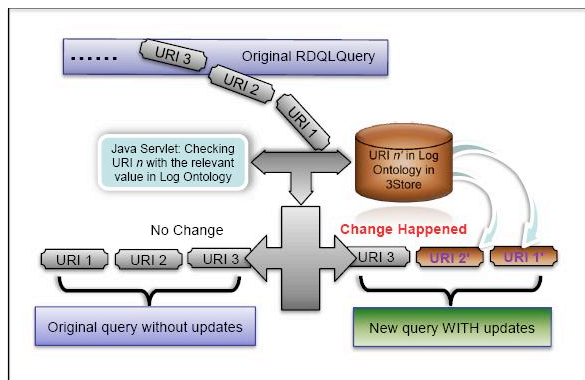 ...... URI 3 Original RDQLQuery
URI 2
URI 1
Java Servlet: Checking
URI n with the relevant
value in Log Ontology
URI n' in Log
Ontology in
3Store
No Change
Change Happened
URI 1 URI 2 URI 3
URI 3 URI 2' URI 1'
Original query without updates
New query WITH updates